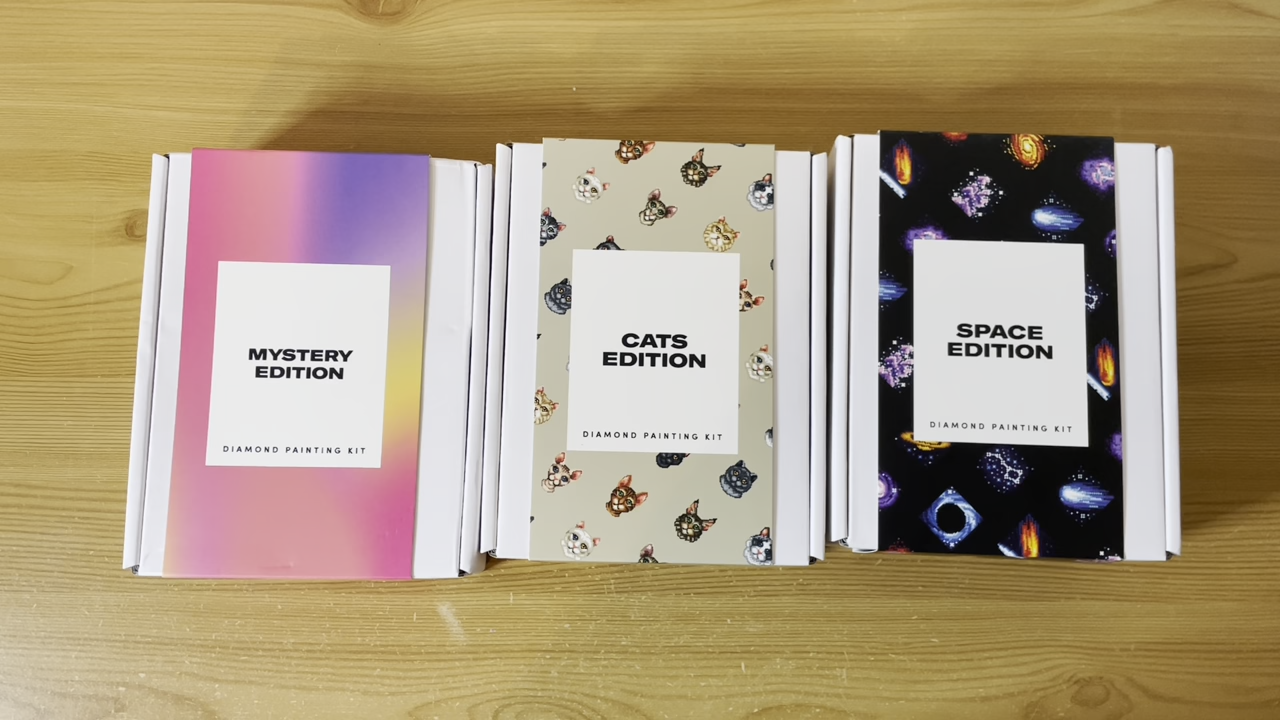 MYSTERY
EDITION
DIAMOND PAINTING KIT
CATS
EDITION
DIAMOND PAINTING KIT
SPACE
EDITION
DIAMOND PAINTING KIT